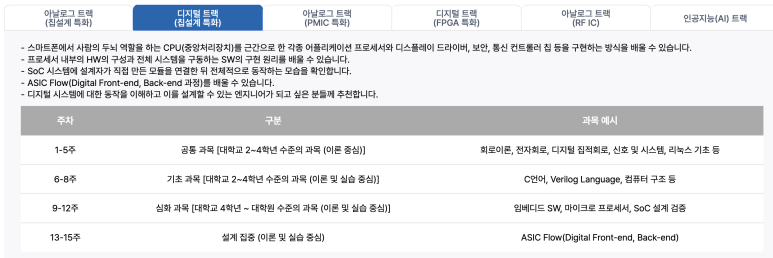 아날로그 트랙
(칩설계 특화)
디지털 트랙
(칩설계 특화)
아날로그 트랙
(PMIC 특화)
디지털 트랙
(FPGA 특화)
아날로그 트랙
(RF IC)
인공지능(AI) 트랙
- 스마트폰에서 사람의 두뇌 역할을 하는 CPU(중앙처리장치)를 근간으로 한 각종 어플리케이션 프로세서와 디스플레이 드라이버, 보안, 통신 컨트롤러 칩 등을 구현하는 방식을 배울 수 있습니다.
- 프로세서 내부의 HW의 구성과 전체 시스템을 구동하는 SW의 구현 원리를 배울 수 있습니다.
- SoC 시스템에 설계자가 직접 만든 모듈을 연결한 뒤 전체적으로 동작하는 모습을 확인합니다.
- ASIC Flow(Digital Front-end, Back-end 과정)를 배울 수 있습니다.
- 디지털 시스템에 대한 동작을 이해하고 이를 설계할 수 있는 엔지니어가 되고 싶은 분들께 추천합니다.
주차 구분 과목 예시
1-5주 공통 과목 [대학교 2~4학년 수준의 과목 (이론 중심)] 회로이론, 전자회로, 디지털 집적회로, 신호 및 시스템, 리눅스 기초 등
6-8주 기초 과목 [대학교 2~4학년 수준의 과목 (이론 및 실습 중심)] C언어, Verilog Language, 컴퓨터 구조 등
9-12주 심화 과목 [대학교 4학년 ~ 대학원 수준의 과목 (이론 및 실습 중심)] 임베디드 SW, 마이크로 프로세서, SoC 설계 검증
13-15주 설계 집중 (이론 및 실습 중심) ASIC Flow(Digital Front-end, Back-end)